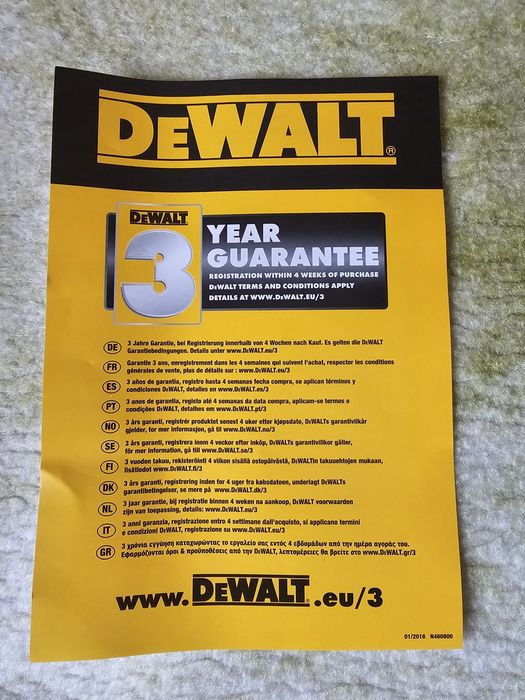 DEWALT®
DEWALT
3 YEAR
GUARANTEE
REGISTRATION WITHIN 4 WEEKS OF PURCHASE
DEWALT TERMS AND CONDITIONS APPLY
DETAILS AT WWW.DEWALT.EU/3
DE 3 Jahre Garantie, bei Registrierung innerhalb von 4 Wochen nach Kauf. Es gelten die DEWALT
Garantiebedingungen. Details unter www.DEWALT.eu/3
FR Garantie 3 ans, enregistrement dans les 4 semaines qui suivent l'achat, respecter les conditions
générales de vente, plus de détails sur : www.DEWALT.eu/3
ES 3 años de garantía, registro hasta 4 semanas fecha compra, se aplican términos y
condiciones DEWALT, detalles en www.DEWALT.es/3
PT 3 anos de garantia, registo até 4 semanas da data compra, aplicam-se termos e
condições DEWALT, detalhes em www.DEWALT.pt/3
NO 3 års garanti, registrér produktet senest 4 uker etter kjøpsdato, DEWALTs garantivilkår
gjelder, for mer informasjon, gå til www.DEWALT.no/3
SE 3 års garanti, registrera inom 4 veckor efter inköp, DEWALTs garantivillkor gäller,
för mer information, gå till www.DEWALT.se/3
FI 3 vuoden takuu, rekisteröinti 4 viikon sisällä ostopäivästä, DEWALTin takuuehtojen mukaan,
lisätiedot www.DEWALT.fi/3
DK 3 års garanti, registrering inden for 4 uger fra købsdatoen, underlagt DEWALTs
garantibetingelser, se mere på www.DEWALT.dk/3
NL 3 jaar garantie, bij registratie binnen 4 weken na aankoop, DEWALT voorwaarden
zijn van toepassing, details: www.DEWALT.eu/3
IT 3 anni garanzia, registrazione entro 4 settimane dall'acquisto, si applicano termini
e condizioni DEWALT, registrazione su www.DEWALT.eu/3
GR 3 χρόνια εγγύηση καταχωρώντας το εργαλείο σας εντός 4 εβδομάδων από την ημέρα αγοράς του.
Εφαρμόζονται όροι & προϋποθέσεις από την DEWALT, λεπτομέρειες θα βρείτε στο www.DEWALT.gr/3
www.DEWALT.eu/3
01/2016 N460800